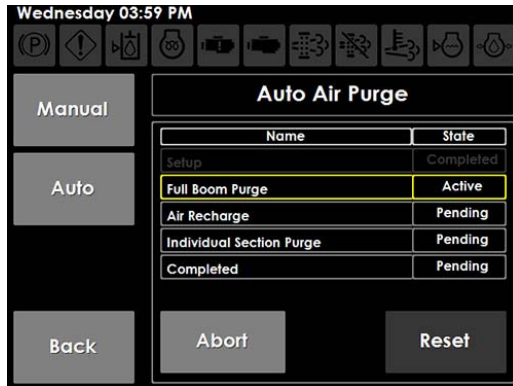 Wednesday 03:59 PM
(P)
Manual
Auto Air Purge
Name State
Setup Completed
Auto
Full Boom Purge Active
Air Recharge Pending
Individual Section Purge Pending
Completed Pending
Back
Abort
Reset